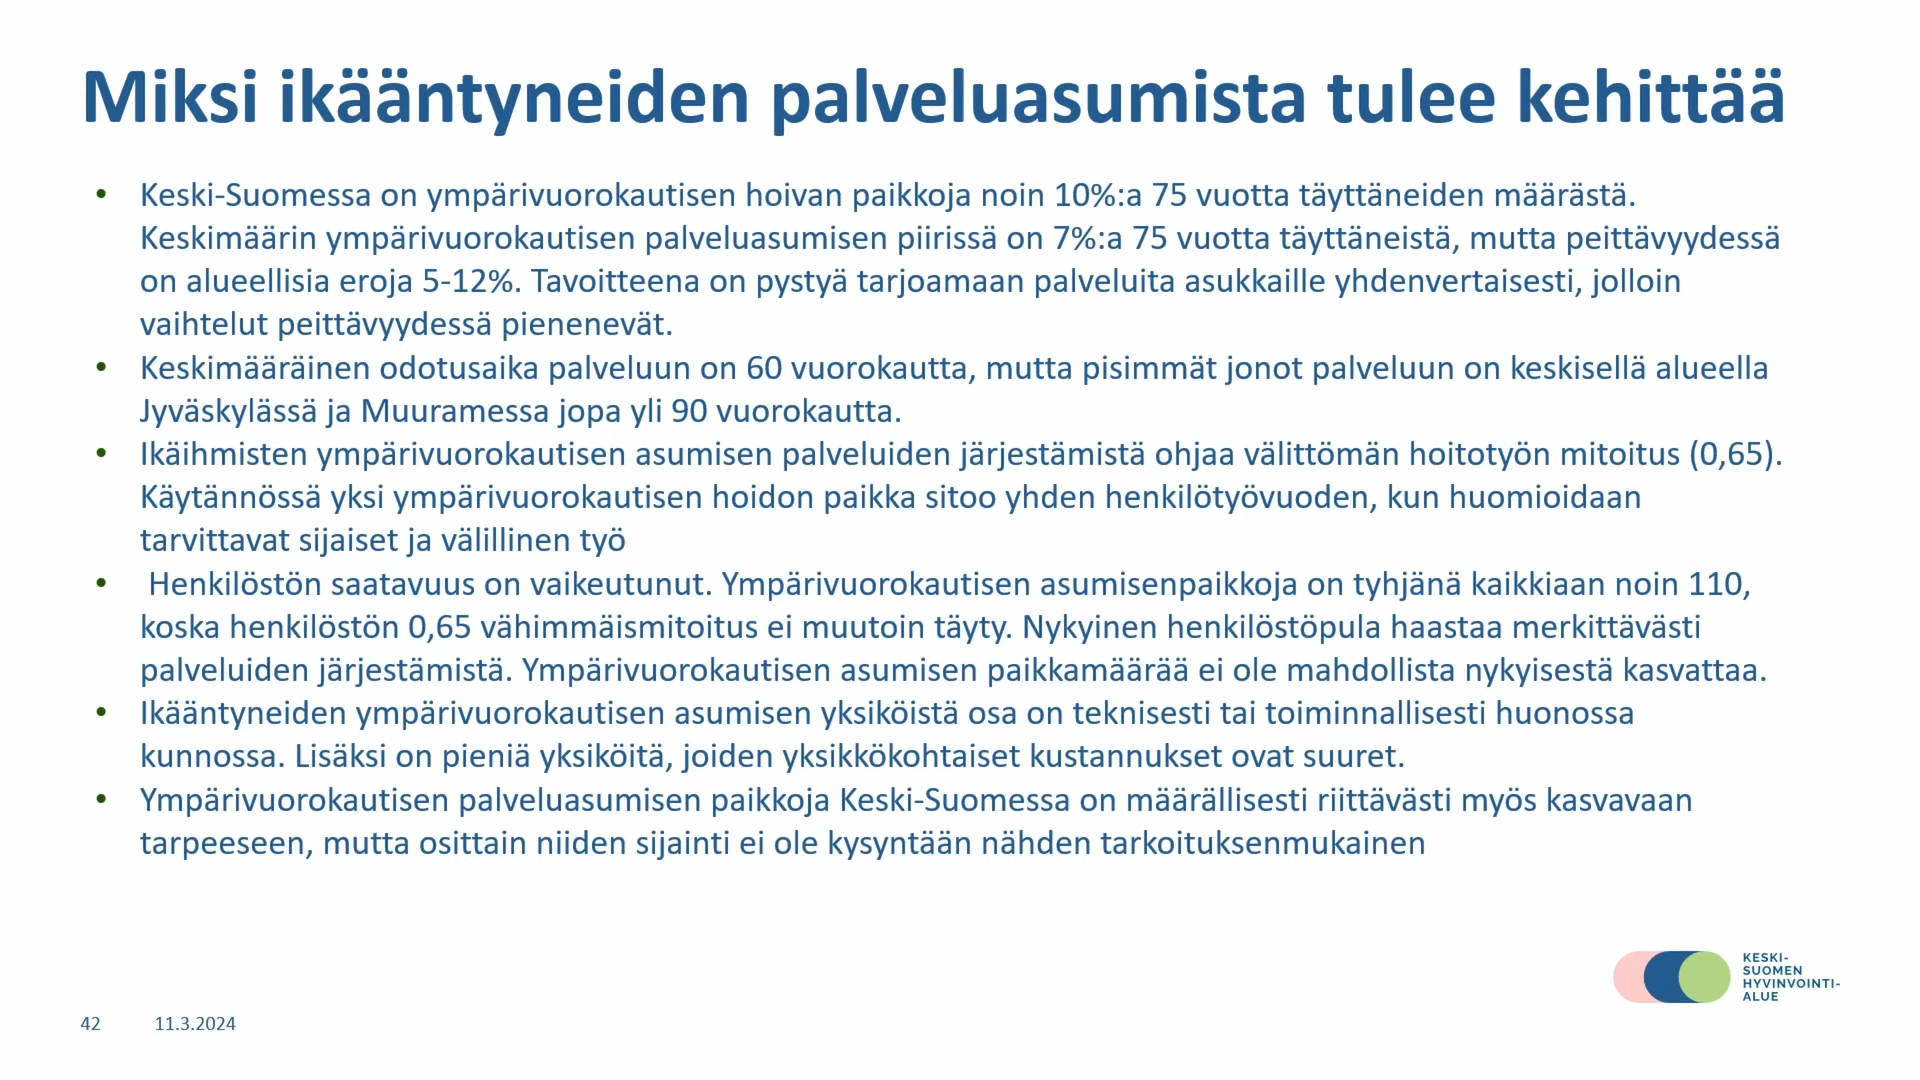 Miksi ikääntyneiden palveluasumista tulee kehittää
• Keski-Suomessa on ympärivuorokautisen hoivan paikkoja noin 10%:a 75 vuotta täyttäneiden määrästä.
Keskimäärin ympärivuorokautisen palveluasumisen piirissä on 7%:a 75 vuotta täyttäneistä, mutta peittävyydessä
on alueellisia eroja 5-12%. Tavoitteena on pystyä tarjoamaan palveluita asukkaille yhdenvertaisesti, jolloin
vaihtelut peittävyydessä pienenevät.
• Keskimääräinen odotusaika palveluun on 60 vuorokautta, mutta pisimmät jonot palveluun on keskisellä alueella
Jyväskylässä ja Muuramessa jopa yli 90 vuorokautta.
• Ikäihmisten ympärivuorokautisen asumisen palveluiden järjestämistä ohjaa välittömän hoitotyön mitoitus (0,65).
Käytännössä yksi ympärivuorokautisen hoidon paikka sitoo yhden henkilötyövuoden, kun huomioidaan
tarvittavat sijaiset ja välillinen työ
• Henkilöstön saatavuus on vaikeutunut. Ympärivuorokautisen asumisenpaikkoja on tyhjänä kaikkiaan noin 110,
koska henkilöstön 0,65 vähimmäismitoitus ei muutoin täyty. Nykyinen henkilöstöpula haastaa merkittävästi
palveluiden järjestämistä. Ympärivuorokautisen asumisen paikkamäärää ei ole mahdollista nykyisestä kasvattaa.
• Ikääntyneiden ympärivuorokautisen asumisen yksiköistä osa on teknisesti tai toiminnallisesti huonossa
kunnossa. Lisäksi on pieniä yksiköitä, joiden yksikkökohtaiset kustannukset ovat suuret.
• Ympärivuorokautisen palveluasumisen paikkoja Keski-Suomessa on määrällisesti riittävästi myös kasvavaan
tarpeeseen, mutta osittain niiden sijainti ei ole kysyntään nähden tarkoituksenmukainen
KESKI-
SUOMEN
HYVINVOINTI-
ALUE
42 11.3.2024